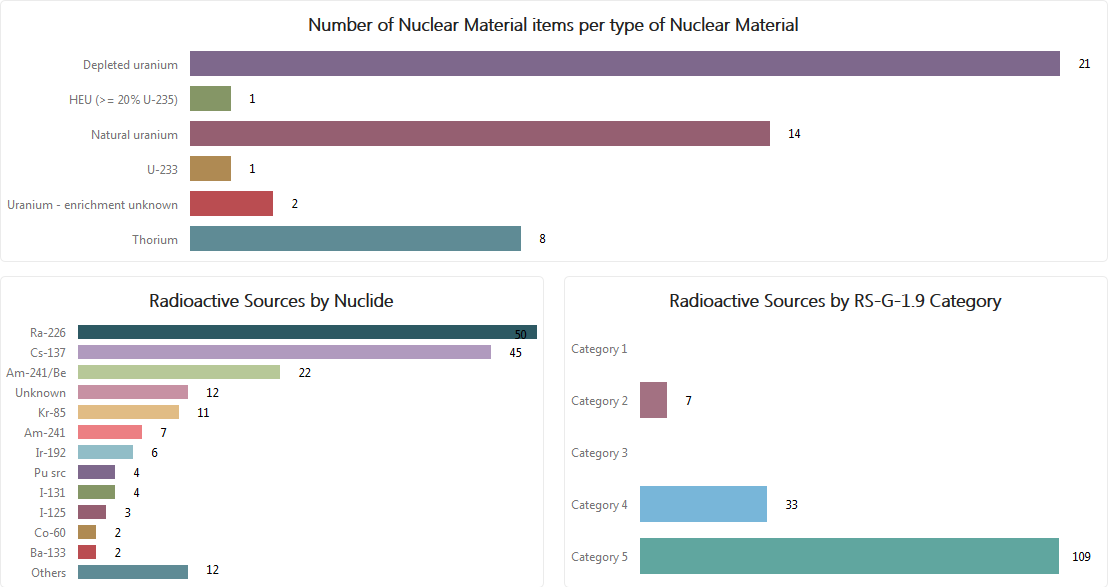 Number of Nuclear Material items per type of Nuclear Material
Depleted uranium 21
HEU (>= 20% U-235) 1
Natural uranium 14
U-233 1
Uranium - enrichment unknown 2
Thorium 8
Radioactive Sources by Nuclide
Ra-226 50
Cs-137 45
Am-241/Be 22
Unknown 12
Kr-85 11
Am-241 7
Ir-192 6
Pu src 4
I-131 4
I-125 3
Co-60 2
Ba-133 2
Others 12
Radioactive Sources by RS-G-1.9 Category
Category 1
Category 2 7
Category 3
Category 4 33
Category 5 109